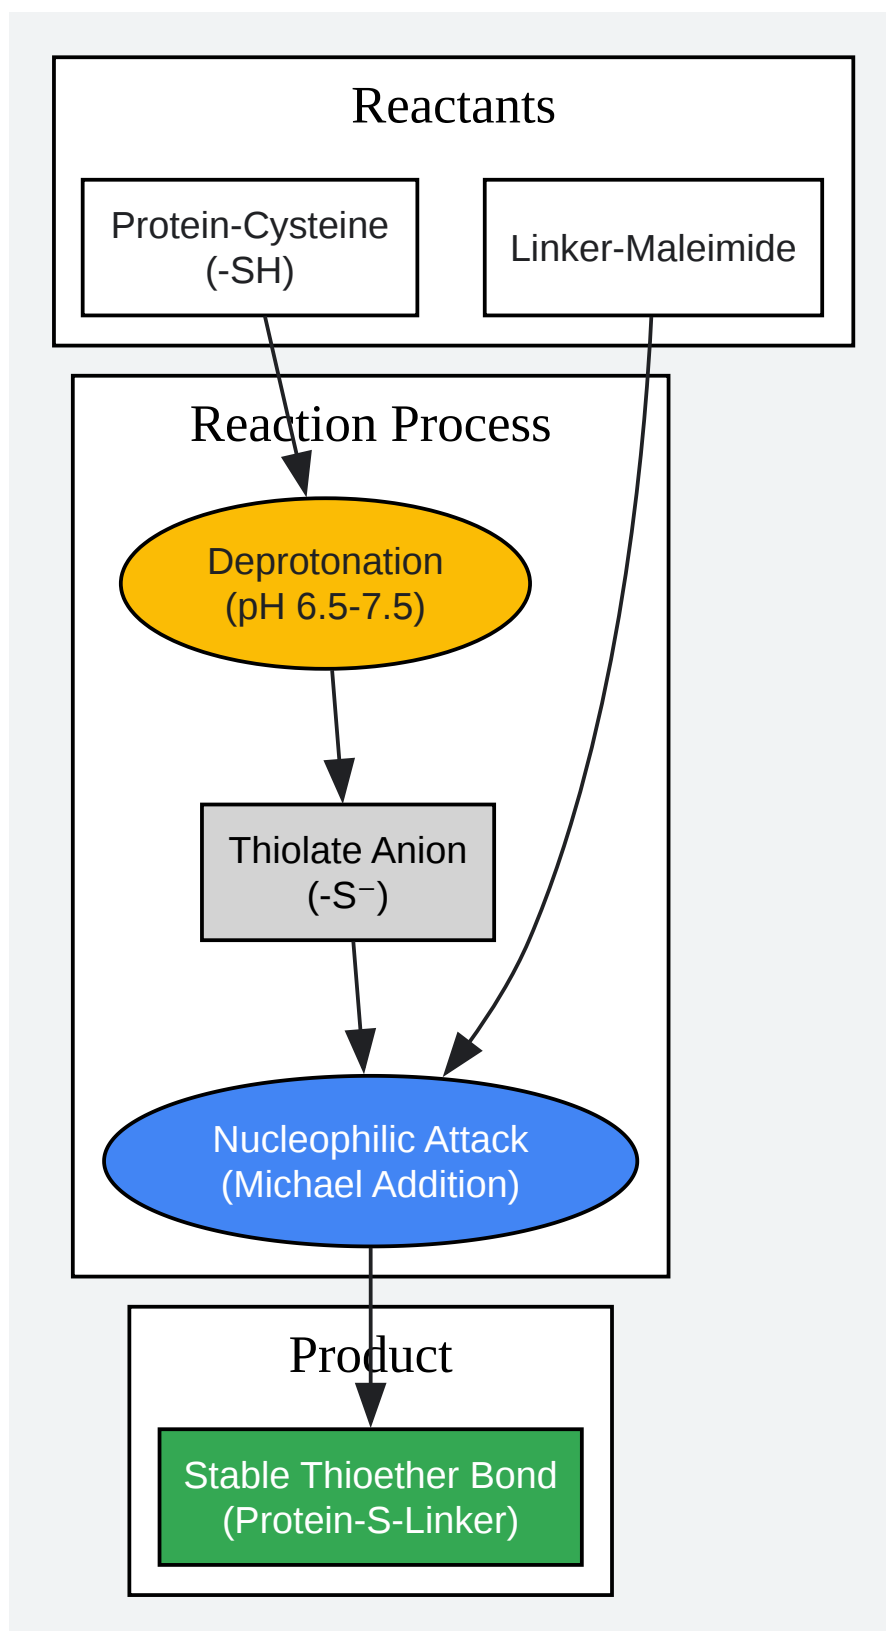 Reactants
Protein-Cysteine
(-SH)
Linker-Maleimide
Reaction Process
Deprotonation
(pH 6.5-7.5)
Thiolate Anion
(-S⁻)
Nucleophilic Attack
(Michael Addition)
Product
Stable Thioether Bond
(Protein-S-Linker)